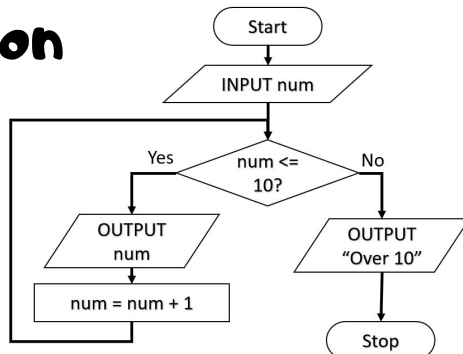 on
Start
INPUT num
num <=
10?
Yes
No
OUTPUT
num
num = num + 1
OUTPUT
“Over 10”
Stop